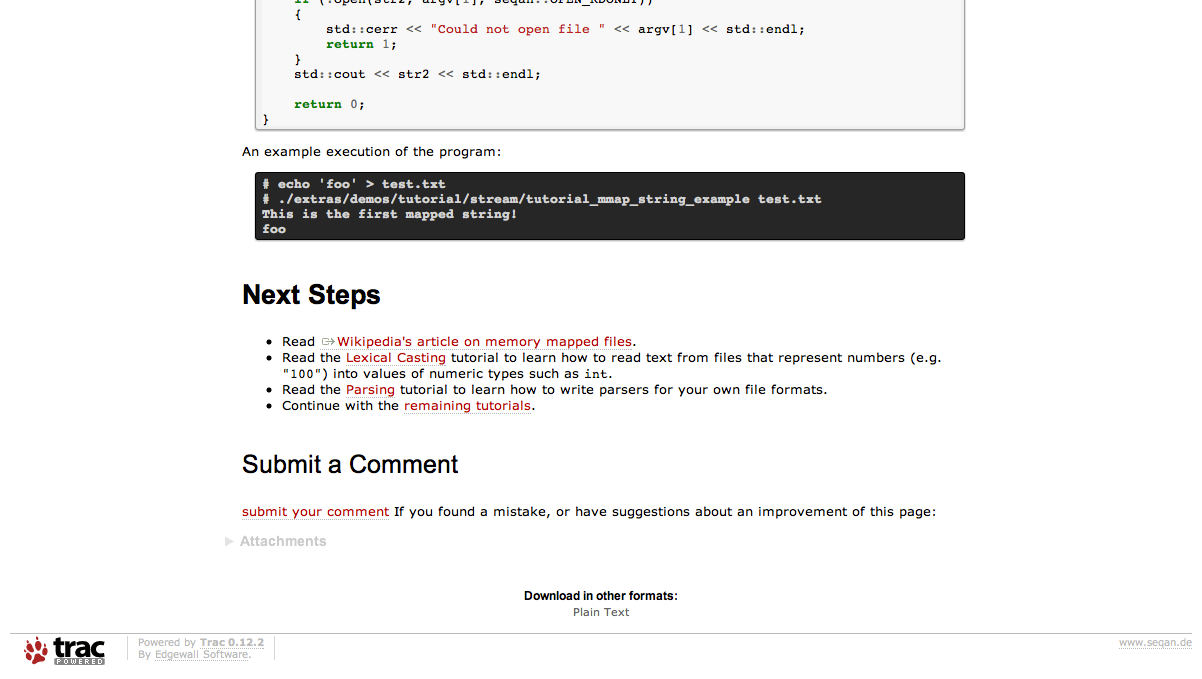 {
std::cerr << "Could not open file " << argv[1] << std::endl;
return 1;
}
std::cout << str2 << std::endl;
return 0;
}
An example execution of the program:
# echo 'foo' > test.txt
# ./extras/demos/tutorial/stream/tutorial_mmap_string_example test.txt
This is the first mapped string!
foo
Next Steps
• Read Wikipedia's article on memory mapped files.
• Read the Lexical Casting tutorial to learn how to read text from files that represent numbers (e.g.
"100") into values of numeric types such as int.
• Read the Parsing tutorial to learn how to write parsers for your own file formats.
• Continue with the remaining tutorials.
Submit a Comment
submit your comment If you found a mistake, or have suggestions about an improvement of this page:
Attachments
Download in other formats:
Plain Text
trac
POWERED
Powered by Trac 0.12.2
By Edgewall Software.
www.seqan.de